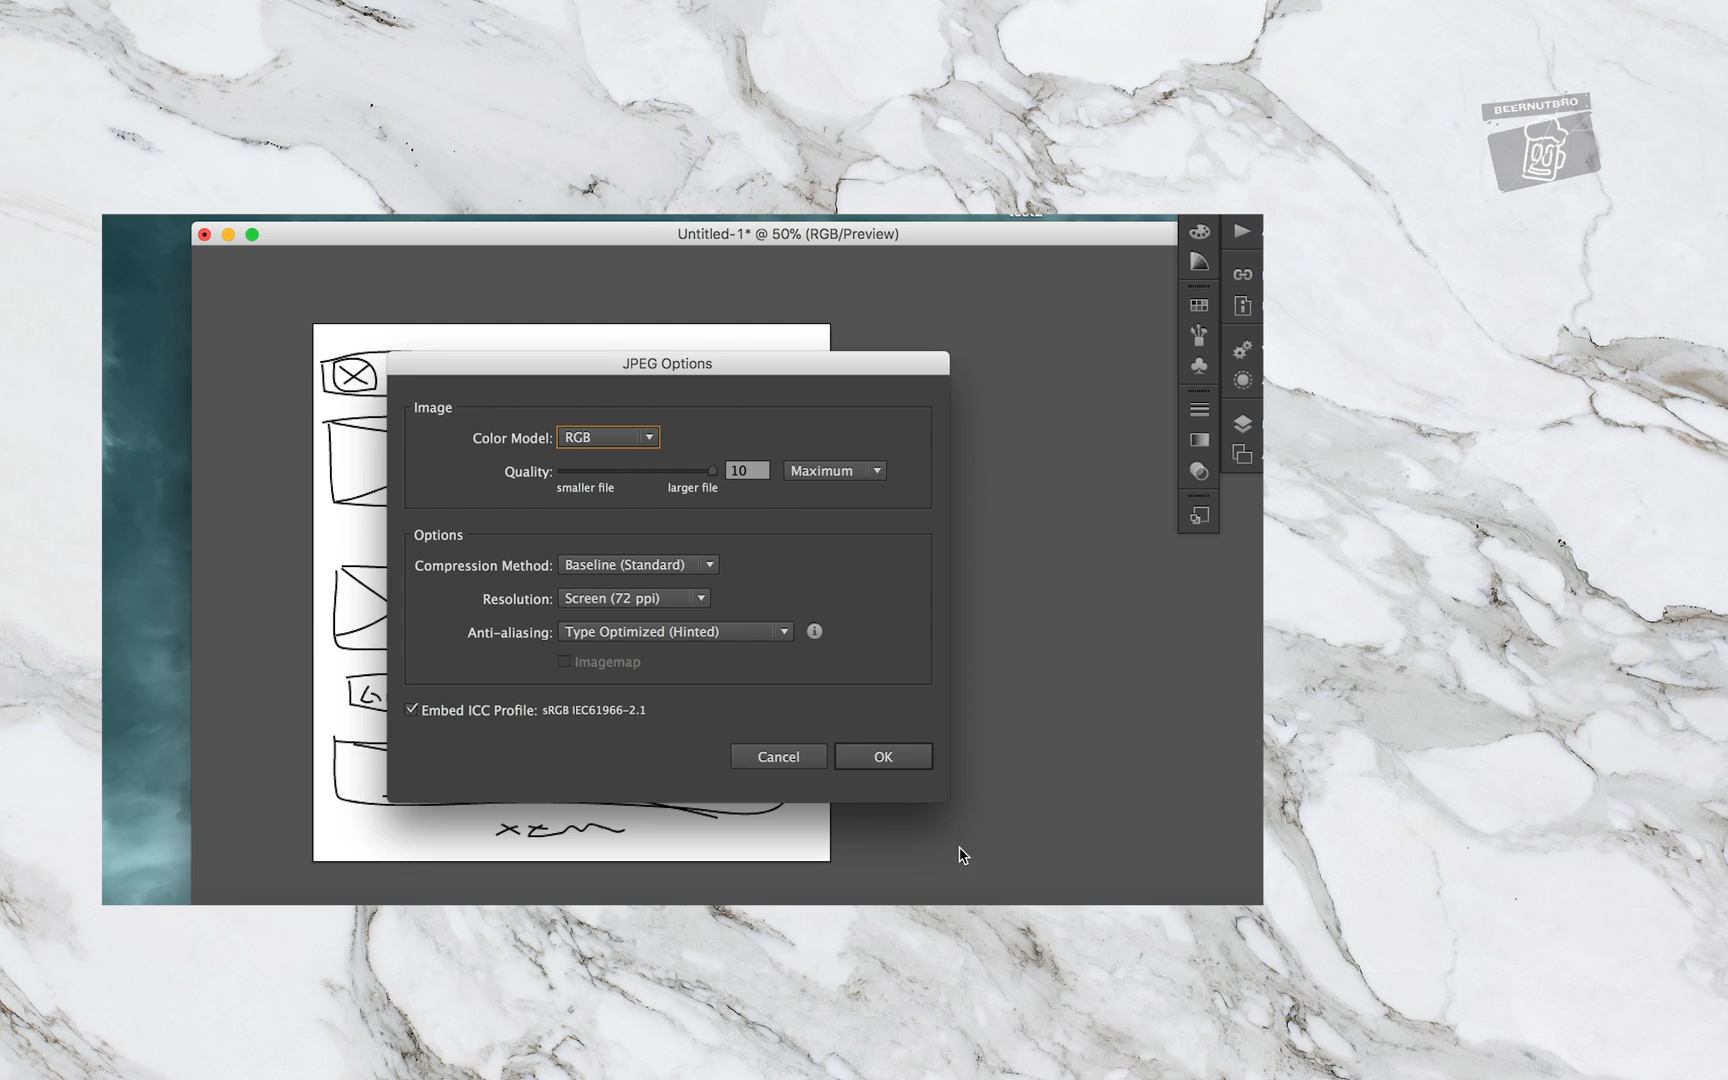 BEERNUTBRO
Untitled-1* @ 50% (RGB/Preview)
JPEG Options
Image
Color Model: RGB
Quality: 10 Maximum
smaller file larger file
Options
Compression Method: Baseline (Standard)
Resolution: Screen (72 ppi)
Anti-aliasing: Type Optimized (Hinted)
Imagemap
Embed ICC Profile: sRGB IEC61966-2.1
Cancel OK